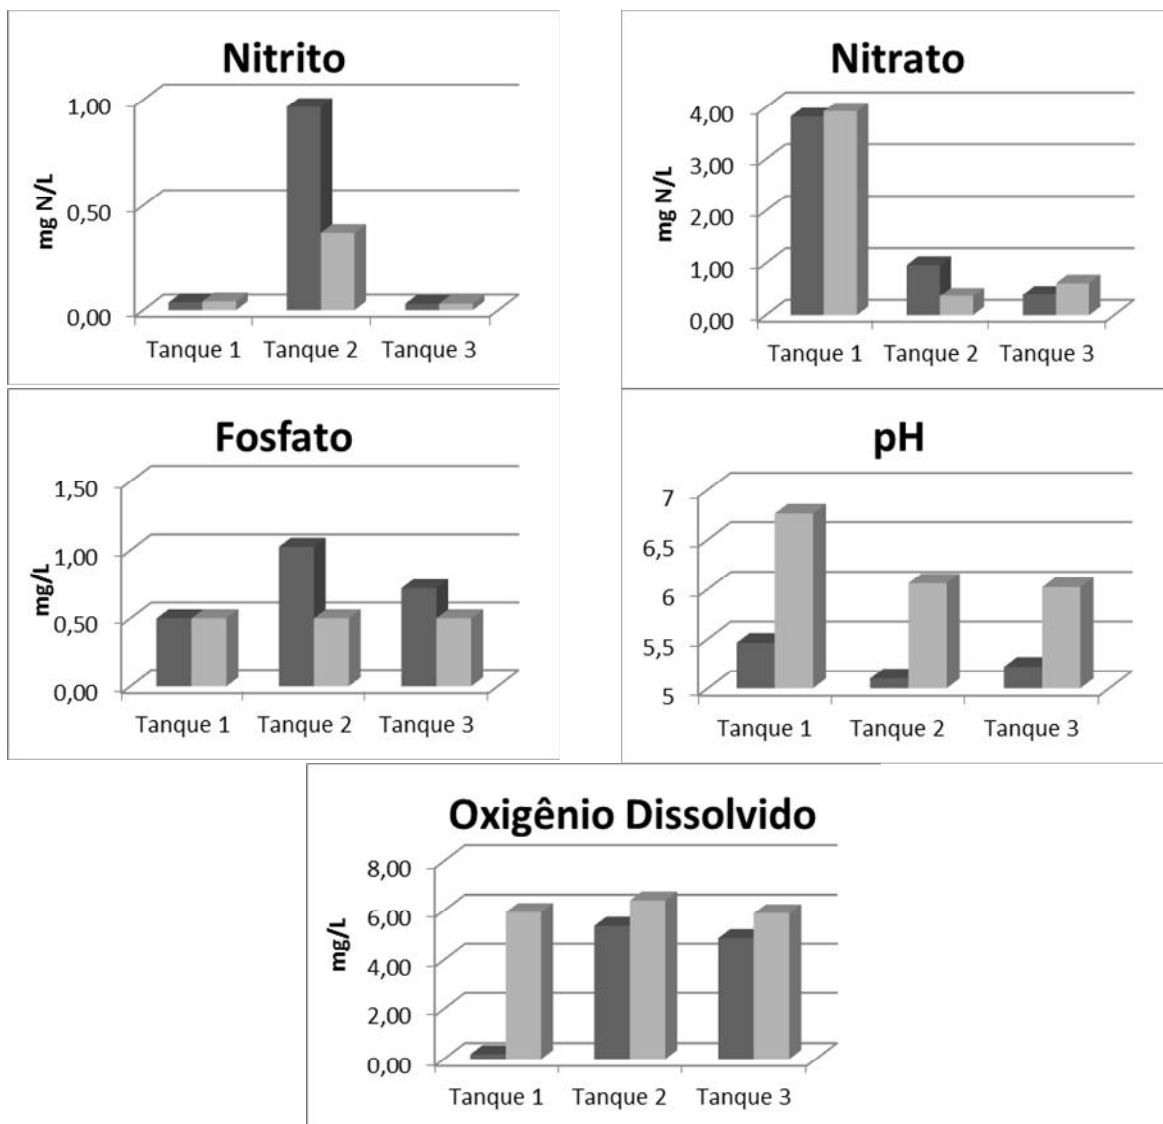 Nitrito
mg N/L
1,00
0,50
0,00
Tanque 1 Tanque 2 Tanque 3
Nitrato
mg N/L
4,00
3,00
2,00
1,00
0,00
Tanque 1 Tanque 2 Tanque 3
Fosfato
mg/L
1,50
1,00
0,50
0,00
Tanque 1 Tanque 2 Tanque 3
pH
7
6,5
6
5,5
5
Tanque 1 Tanque 2 Tanque 3
Oxigênio Dissolvido
mg/L
8,00
6,00
4,00
2,00
0,00
Tanque 1 Tanque 2 Tanque 3